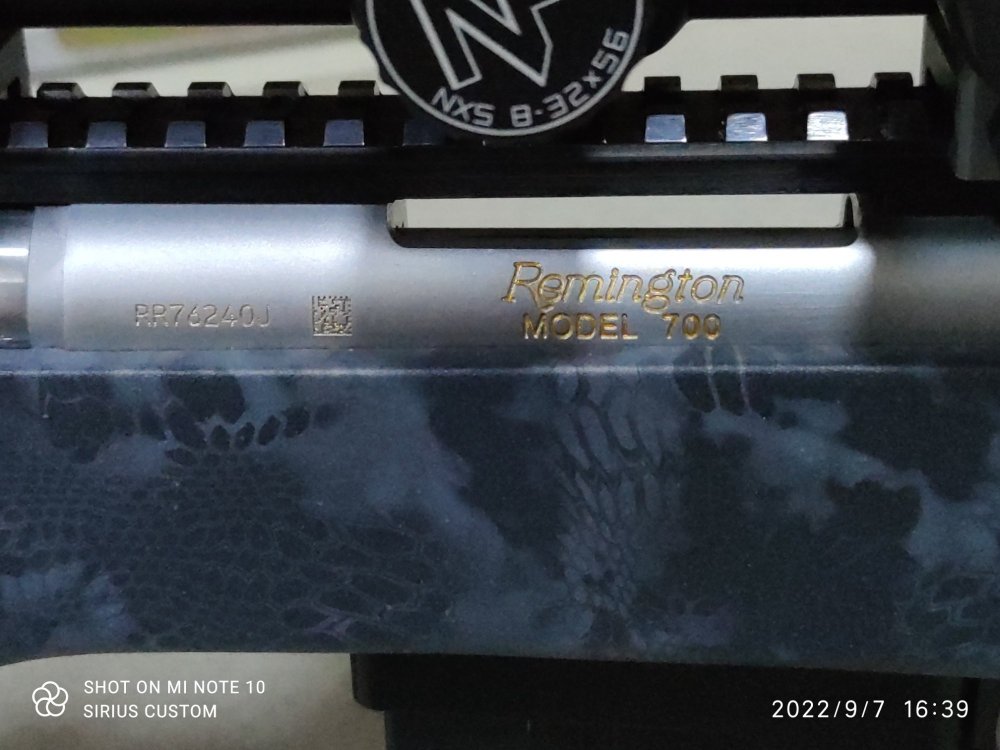 NXS 8-32x56
RR76240J
Remington
MODEL 700
SHOT ON MI NOTE 10
SIRIUS CUSTOM
2022/9/7 16:39